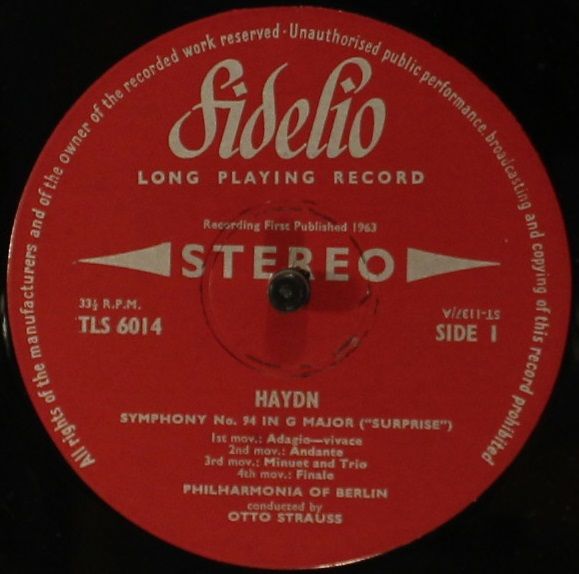 All rights of the manufacturers and of the owner of the recorded work reserved · Unauthorised public performance, broadcasting and copying of this record prohibited
Fidelio
LONG PLAYING RECORD
Recording First Published 1963
STEREO
33⅓ R.P.M.
TLS 6014
ST-1137/A
SIDE 1
HAYDN
SYMPHONY No. 94 IN G MAJOR ("SURPRISE")
1st mov.: Adagio—vivace
2nd mov.: Andante
3rd mov.: Minuet and Trio
4th mov.: Finale
PHILHARMONIA OF BERLIN
conducted by
OTTO STRAUSS